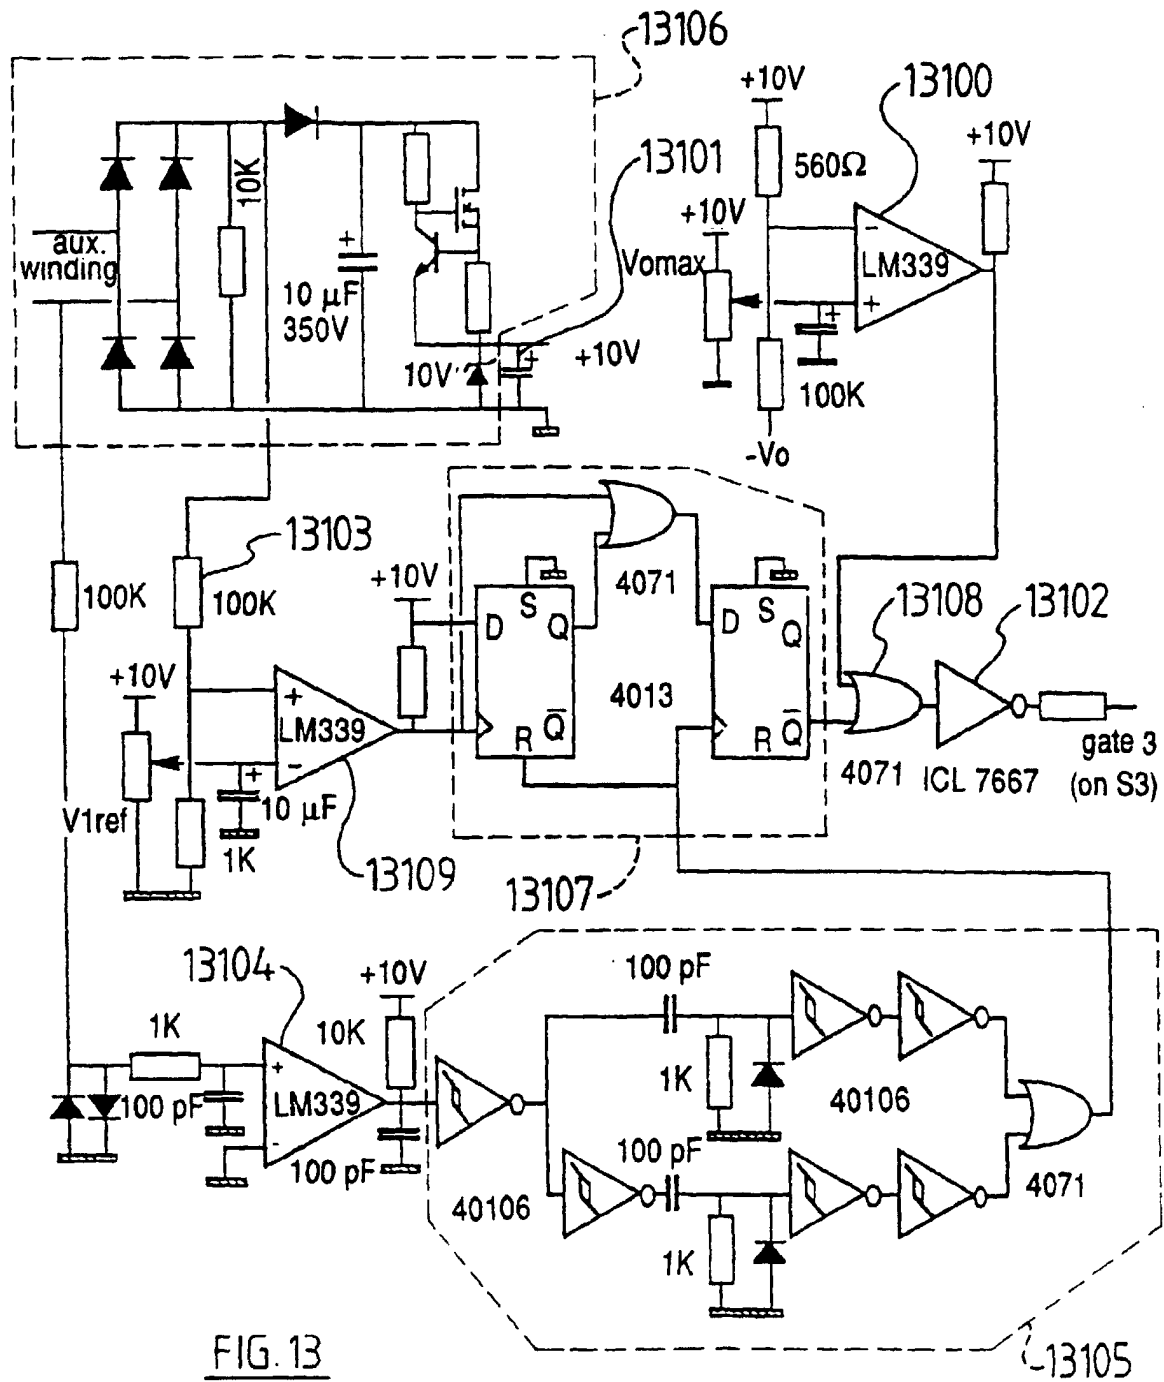 13106
+10V
13100
+10V
13101
560Ω
10K
+10V
aux.
winding
+
10 µF
350V
Vomax
−
LM339
+
+
10V
+
+10V
100K
-Vo
13103
100K
100K
+10V
4071
S
D
Q
S
D
Q
13108
13102
+10V
+
LM339
−
4013
Q
R
R
Q
4071
ICL 7667
gate 3
(on S3)
V1ref
+
10 µF
1K
13109
13107
13104
+10V
100 pF
1K
10K
+
LM339
-
100 pF
100 pF
1K
40106
100 pF
40106
4071
1K
FIG. 13
13105